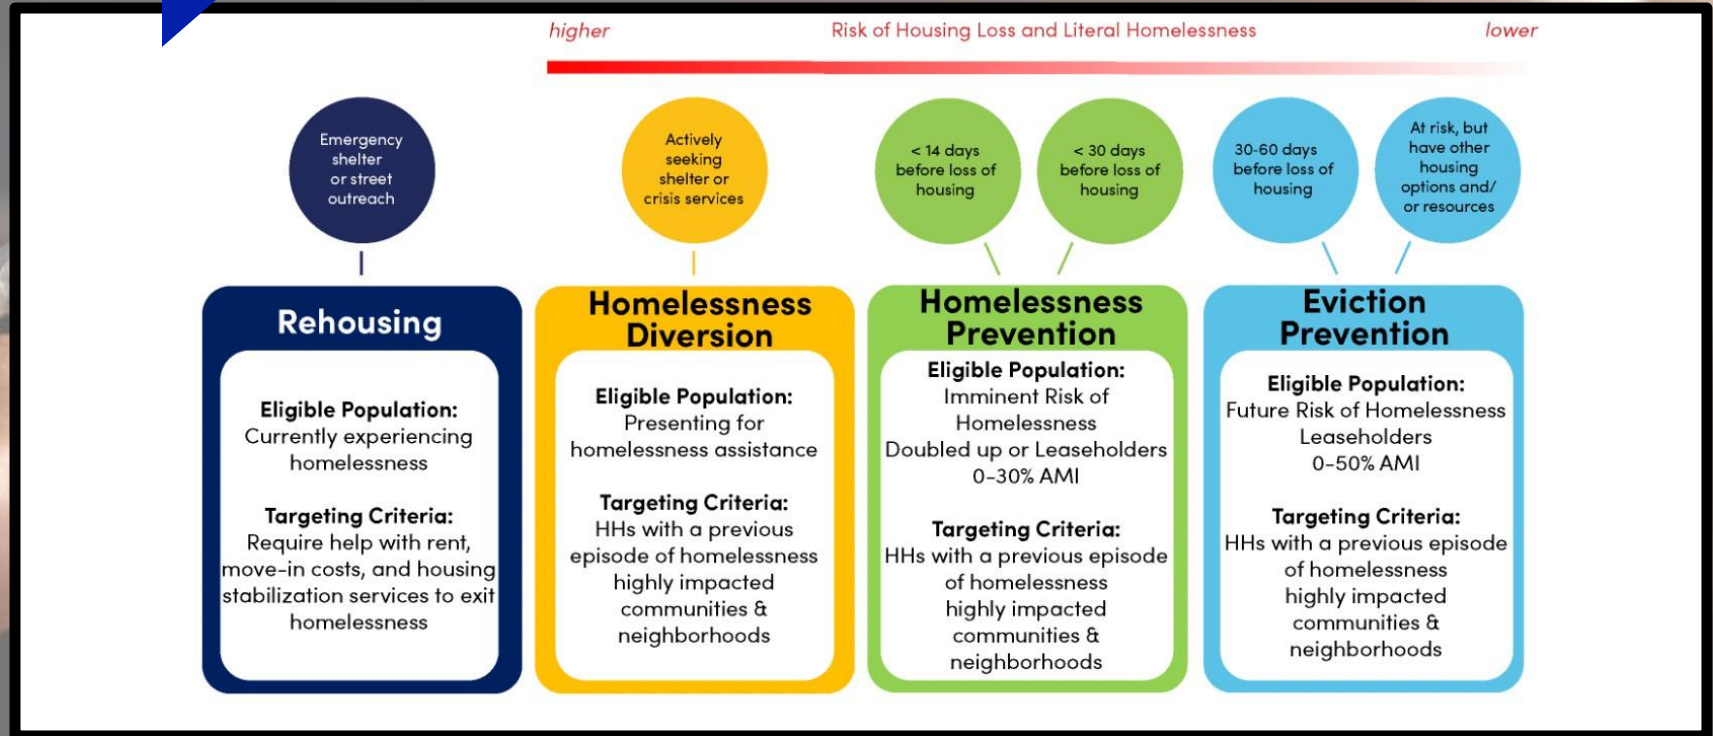 higher
Risk of Housing Loss and Literal Homelessness
lower
Emergency
shelter
or street
outreach
Actively
seeking
shelter or
crisis services
< 14 days
before loss of
housing
< 30 days
before loss of
housing
30-60 days
before loss of
housing
At risk, but
have other
housing
options and/
or resources
Rehousing
Eligible Population:
Currently experiencing
homelessness
Targeting Criteria:
Require help with rent,
move-in costs, and housing
stabilization services to exit
homelessness
Homelessness
Diversion
Eligible Population:
Presenting for
homelessness assistance
Targeting Criteria:
HHs with a previous
episode of homelessness
highly impacted
communities &
neighborhoods
Homelessness
Prevention
Eligible Population:
Imminent Risk of
Homelessness
Doubled up or Leaseholders
0-30% AMI
Targeting Criteria:
HHs with a previous episode
of homelessness
highly impacted
communities &
neighborhoods
Eviction
Prevention
Eligible Population:
Future Risk of Homelessness
Leaseholders
0-50% AMI
Targeting Criteria:
HHs with a previous episode
of homelessness
highly impacted
communities &
neighborhoods